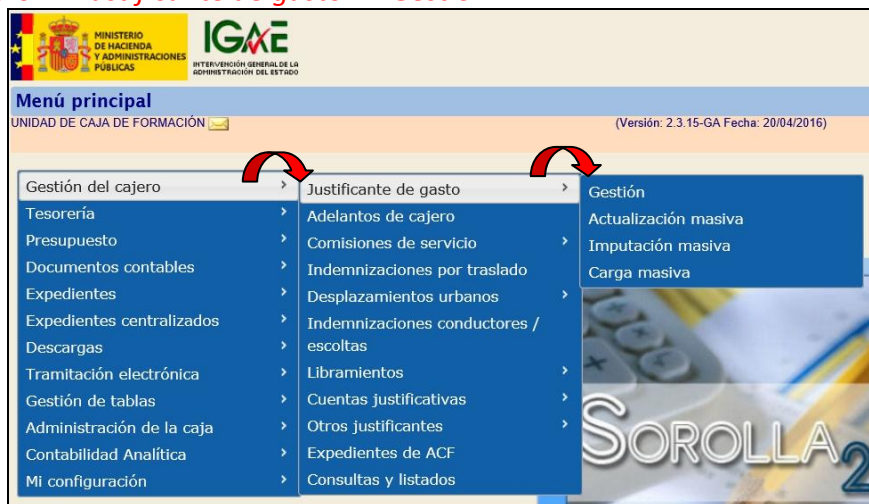 MINISTERIO
DE HACIENDA
Y ADMINISTRACIONES
PÚBLICAS
IGAE
INTERVENCIÓN GENERAL DE LA
ADMINISTRACIÓN DEL ESTADO
Menú principal
UNIDAD DE CAJA DE FORMACIÓN
(Versión: 2.3.15-GA Fecha: 20/04/2016)
Gestión del cajero
Tesorería
Presupuesto
Documentos contables
Expedientes
Expedientes centralizados
Descargas
Tramitación electrónica
Gestión de tablas
Administración de la caja
Contabilidad Analítica
Mi configuración
Justificante de gasto
Adelantos de cajero
Comisiones de servicio
Indemnizaciones por traslado
Desplazamientos urbanos
Indemnizaciones conductores /
escoltas
Libramientos
Cuentas justificativas
Otros justificantes
Expedientes de ACF
Consultas y listados
Gestión
Actualización masiva
Imputación masiva
Carga masiva
SOROLLA2